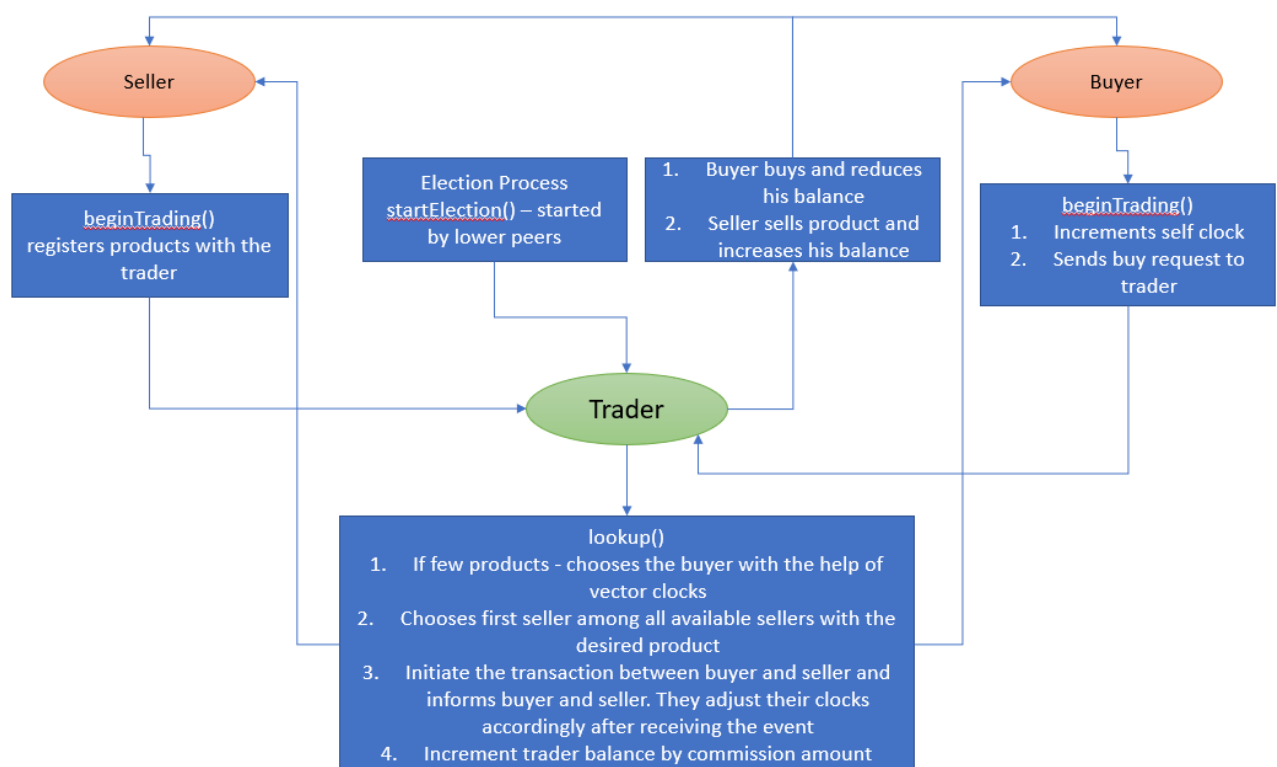 Seller
Buyer
beginTrading()
registers products with the
trader
Election Process
startElection() – started
by lower peers
1. Buyer buys and reduces
his balance
2. Seller sells product and
increases his balance
beginTrading()
1. Increments self clock
2. Sends buy request to
trader
Trader
lookup()
1. If few products - chooses the buyer with the help of
vector clocks
2. Chooses first seller among all available sellers with the
desired product
3. Initiate the transaction between buyer and seller and
informs buyer and seller. They adjust their clocks
accordingly after receiving the event
4. Increment trader balance by commission amount